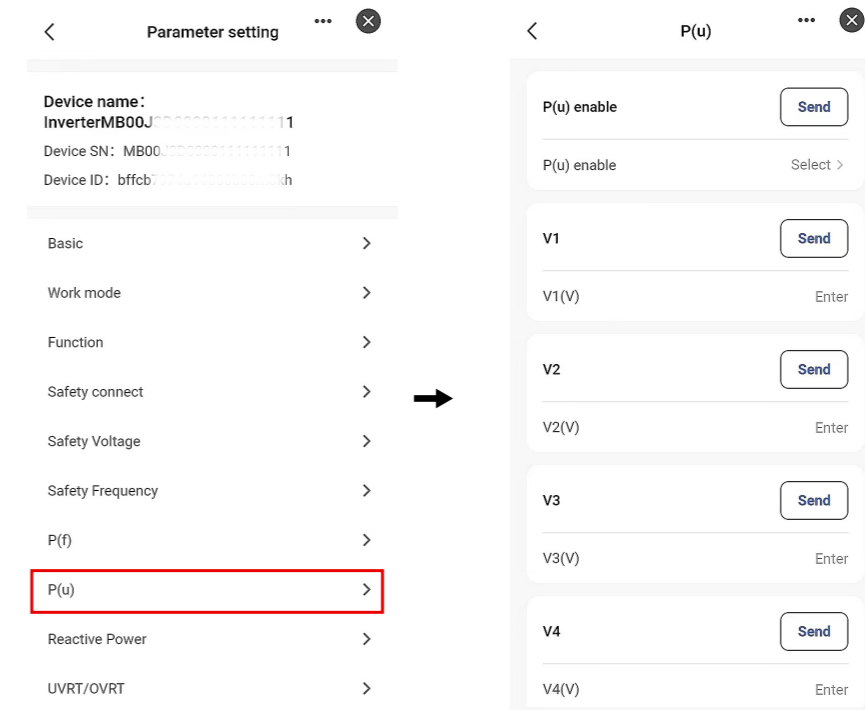 Parameter setting
Device name：
InverterMB00J
Device SN：MB00
Device ID：bffcb
Basic
Work mode
Function
Safety connect
Safety Voltage
Safety Frequency
P(f)
P(u)
Reactive Power
UVRT/OVRT
P(u)
P(u) enable
Send
P(u) enable
Select
V1
Send
V1(V)
Enter
V2
Send
V2(V)
Enter
V3
Send
V3(V)
Enter
V4
Send
V4(V)
Enter